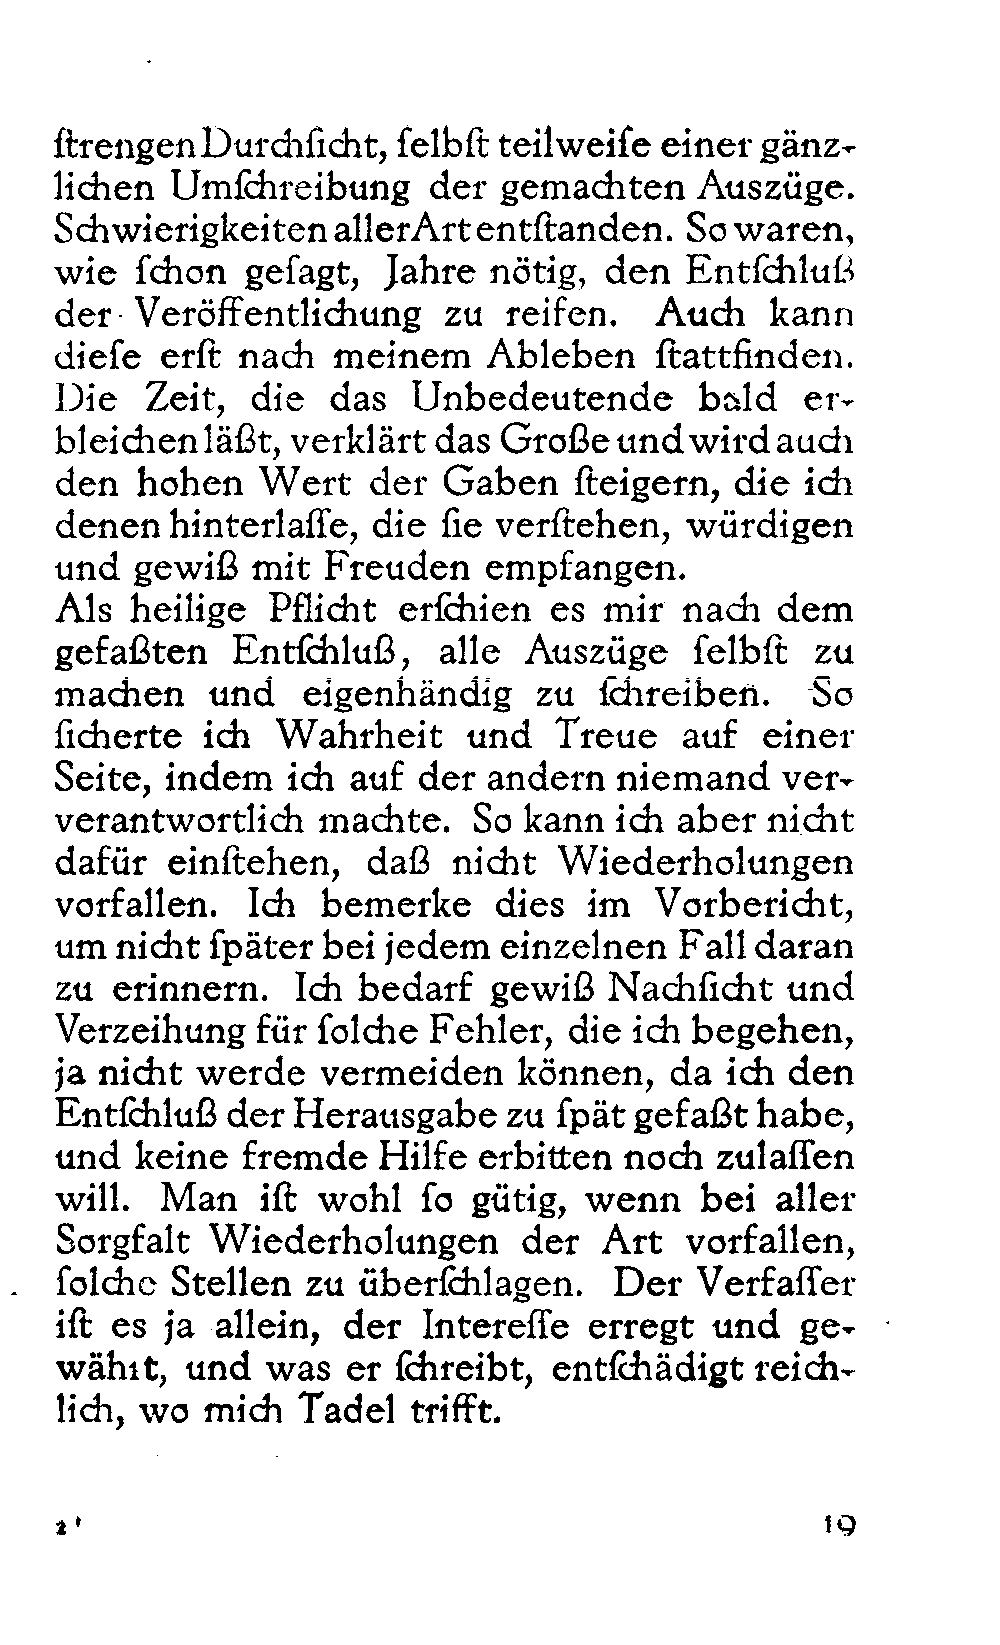 ſtrengen Durchſicht, ſelbſt teilweiſe einer gänz-
lichen Umſchreibung der gemachten Auszüge.
Schwierigkeiten aller Art entſtanden. So waren,
wie ſchon geſagt, Jahre nötig, den Entſchluß
der Veröffentlichung zu reifen. Auch kann
dieſe erſt nach meinem Ableben ſtattfinden.
Die Zeit, die das Unbedeutende bald er-
bleichen läßt, verklärt das Große und wird auch
den hohen Wert der Gaben ſteigern, die ich
denen hinterlaſſe, die ſie verſtehen, würdigen
und gewiß mit Freuden empfangen.
Als heilige Pflicht erſchien es mir nach dem
gefaßten Entſchluß, alle Auszüge ſelbſt zu
machen und eigenhändig zu ſchreiben. So
ſicherte ich Wahrheit und Treue auf einer
Seite, indem ich auf der andern niemand ver-
verantwortlich machte. So kann ich aber nicht
dafür einſtehen, daß nicht Wiederholungen
vorfallen. Ich bemerke dies im Vorbericht,
um nicht ſpäter bei jedem einzelnen Fall daran
zu erinnern. Ich bedarf gewiß Nachſicht und
Verzeihung für ſolche Fehler, die ich begehen,
ja nicht werde vermeiden können, da ich den
Entſchluß der Herausgabe zu ſpät gefaßt habe,
und keine fremde Hilfe erbitten noch zulaſſen
will. Man iſt wohl ſo gütig, wenn bei aller
Sorgfalt Wiederholungen der Art vorfallen,
ſolche Stellen zu überſchlagen. Der Verfaſſer
iſt es ja allein, der Intereſſe erregt und ge-
währt, und was er ſchreibt, entſchädigt reich-
lich, wo mich Tadel trifft.
2*
19